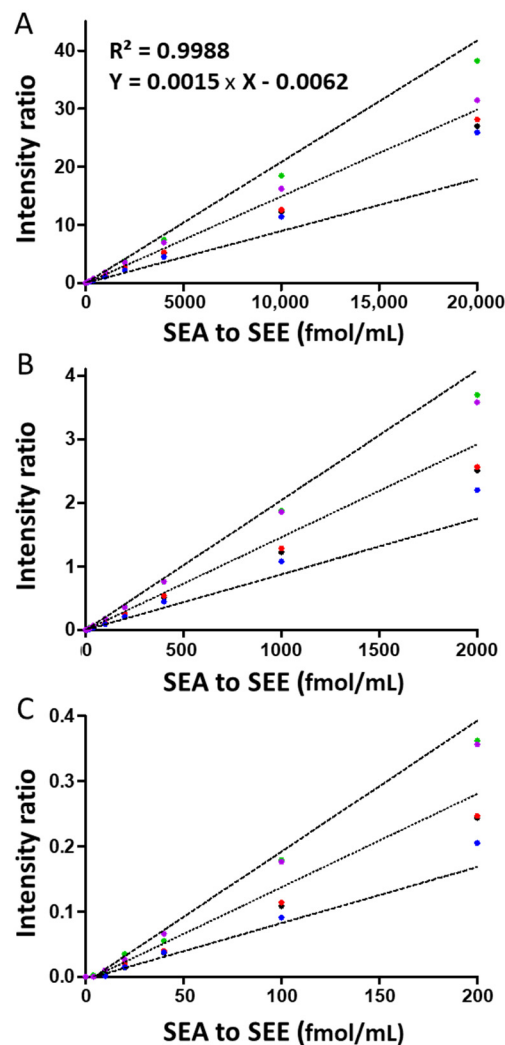 A
R² = 0.9988
Y = 0.0015 x X - 0.0062
Intensity ratio
40
30
20
10
0
0 5000 10,000 15,000 20,000
SEA to SEE (fmol/mL)
B
Intensity ratio
4
3
2
1
0
0 500 1000 1500 2000
SEA to SEE (fmol/mL)
C
Intensity ratio
0.4
0.3
0.2
0.1
0.0
0 50 100 150 200
SEA to SEE (fmol/mL)